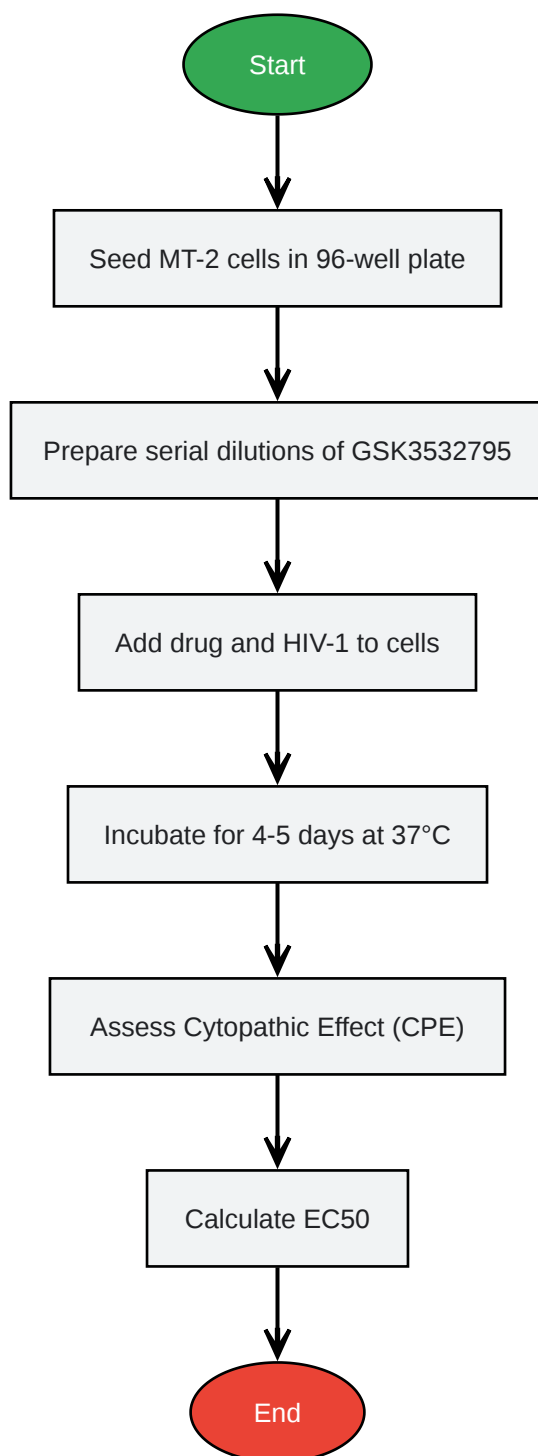 Start
Seed MT-2 cells in 96-well plate
Prepare serial dilutions of GSK3532795
Add drug and HIV-1 to cells
Incubate for 4-5 days at 37°C
Assess Cytopathic Effect (CPE)
Calculate EC50
End